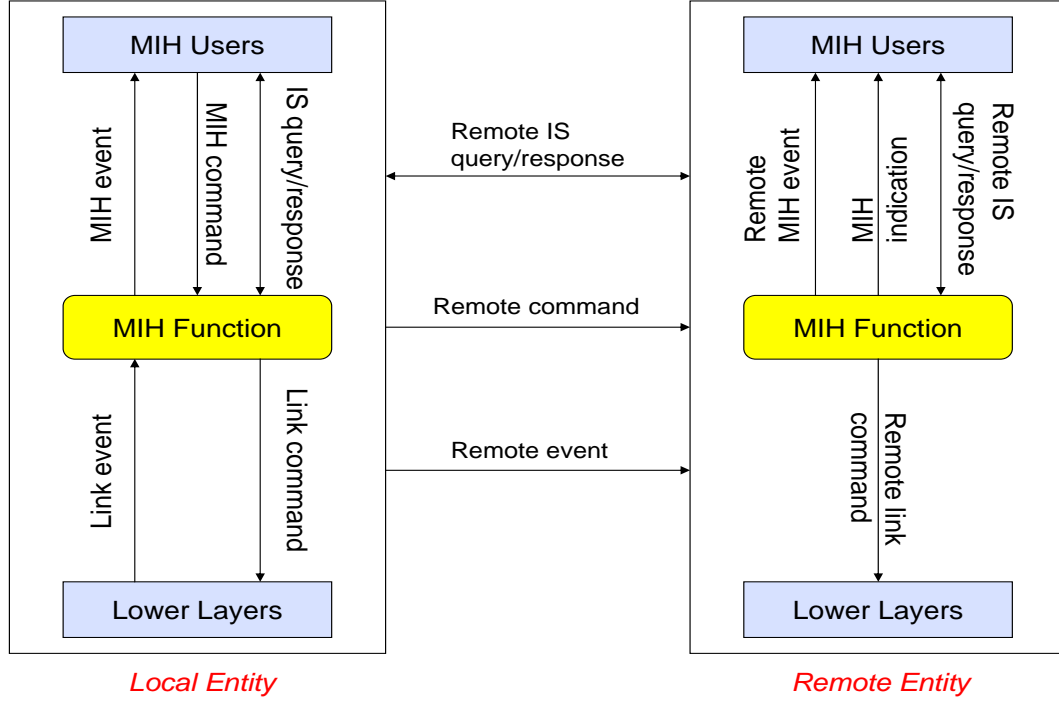 MIH Users
MIH event
MIH command
IS query/response
MIH Function
Link event
Link command
Lower Layers
Local Entity
Remote IS
query/response
Remote command
Remote event
MIH Users
Remote
MIH event
MIH
inpication
Remote IS
query/response
MIH Function
Remote link
command
Lower Layers
Remote Entity